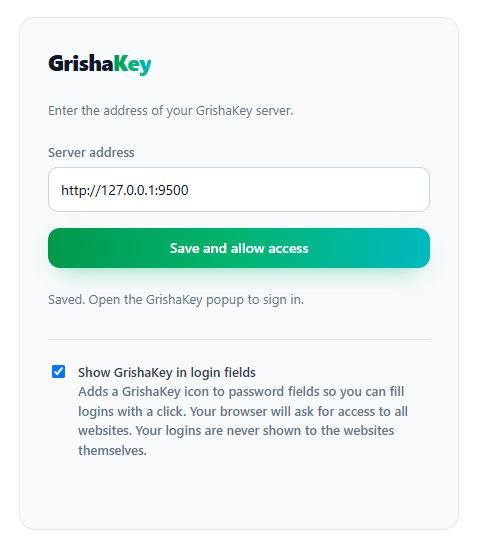 GrishaKey
Enter the address of your GrishaKey server.
Server address
http://127.0.0.1:9500
Save and allow access
Saved. Open the GrishaKey popup to sign in.
Show GrishaKey in login fields
Adds a GrishaKey icon to password fields so you can fill
logins with a click. Your browser will ask for access to all
websites. Your logins are never shown to the websites
themselves.